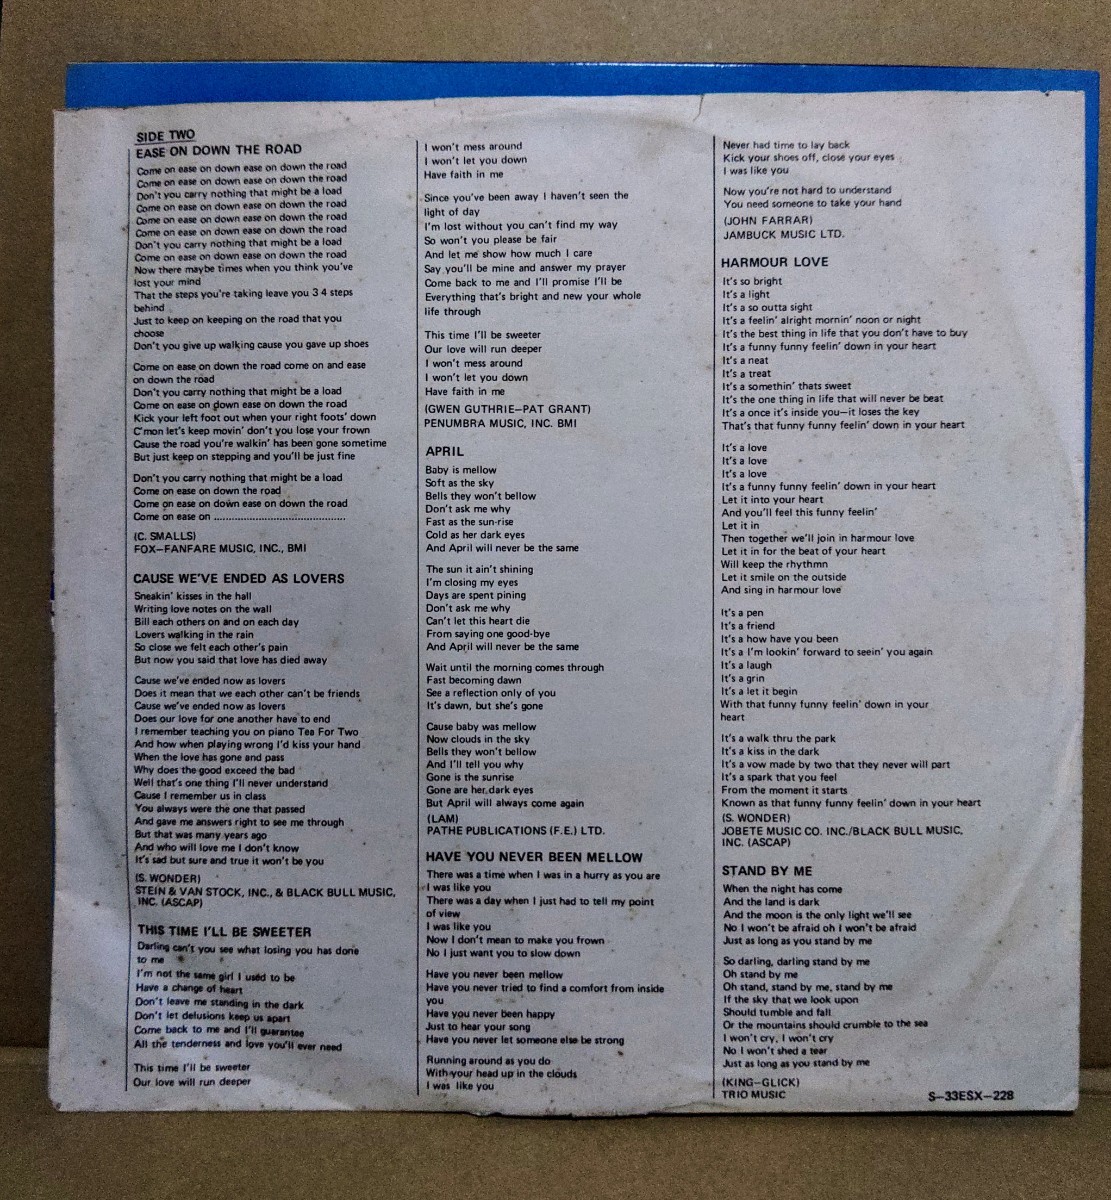 SIDE TWO
EASE ON DOWN THE ROAD
Come on ease on down ease on down the road
Come on ease on down ease on down the road
Don't you carry nothing that might be a load
Come on ease on down ease on down the road
Come on ease on down ease on down the road
Come on ease on down ease on down the road
Don't you carry nothing that might be a load
Come on ease on down ease on down the road
Now there maybe times when you think you've
lost your mind
That the steps you're taking leave you 3 4 steps
behind
Just to keep on keeping on the road that you
choose
Don't you give up walking cause you gave up shoes
Come on ease on down the road come on and ease
on down the road
Don't you carry nothing that might be a load
Come on ease on down ease on down the road
Kick your left foot out when your right foots' down
C'mon let's keep movin' don't you lose your frown
Cause the road you're walkin' has been gone sometime
But just keep on stepping and you'll be just fine
Don't you carry nothing that might be a load
Come on ease on down the road
Come on ease on down ease on down the road
Come on ease on ............................................
(C. SMALLS)
FOX—FANFARE MUSIC, INC., BMI
CAUSE WE'VE ENDED AS LOVERS
Sneakin' kisses in the hall
Writing love notes on the wall
Bill each others on and on each day
Lovers walking in the rain
So close we felt each other's pain
But now you said that love has died away
Cause we've ended now as lovers
Does it mean that we each other can't be friends
Cause we've ended now as lovers
Does our love for one another have to end
I remember teaching you on piano Tea For Two
And how when playing wrong I'd kiss your hand
When the love has gone and pass
Why does the good exceed the bad
Well that's one thing I'll never understand
Cause I remember us in class
You always were the one that passed
And gave me answers right to see me through
But that was many years ago
And who will love me I don't know
It's sad but sure and true it won't be you
(S. WONDER)
STEIN & VAN STOCK, INC., & BLACK BULL MUSIC,
INC. (ASCAP)
THIS TIME I'LL BE SWEETER
Darling can't you see what losing you has done
to me
I'm not the same girl I used to be
Have a change of heart
Don't leave me standing in the dark
Don't let delusions keep us apart
Come back to me and I'll guarantee
All the tenderness and love you'll ever need
This time I'll be sweeter
Our love will run deeper
I won't mess around
I won't let you down
Have faith in me
Since you've been away I haven't seen the
light of day
I'm lost without you can't find my way
So won't you please be fair
And let me show how much I care
Say you'll be mine and answer my prayer
Come back to me and I'll promise I'll be
Everything that's bright and new your whole
life through
This time I'll be sweeter
Our love will run deeper
I won't mess around
I won't let you down
Have faith in me
(GWEN GUTHRIE—PAT GRANT)
PENUMBRA MUSIC, INC. BMI
APRIL
Baby is mellow
Soft as the sky
Bells they won't bellow
Don't ask me why
Fast as the sun-rise
Cold as her dark eyes
And April will never be the same
The sun it ain't shining
I'm closing my eyes
Days are spent pining
Don't ask me why
Can't let this heart die
From saying one good-bye
And April will never be the same
Wait until the morning comes through
Fast becoming dawn
See a reflection only of you
It's dawn, but she's gone
Cause baby was mellow
Now clouds in the sky
Bells they won't bellow
And I'll tell you why
Gone is the sunrise
Gone are her dark eyes
But April will always come again
(LAM)
PATHE PUBLICATIONS (F.E.) LTD.
HAVE YOU NEVER BEEN MELLOW
There was a time when I was in a hurry as you are
I was like you
There was a day when I just had to tell my point
of view
I was like you
Now I don't mean to make you frown
No I just want you to slow down
Have you never been mellow
Have you never tried to find a comfort from inside
you
Have you never been happy
Just to hear your song
Have you never let someone else be strong
Running around as you do
With your head up in the clouds
I was like you
Never had time to lay back
Kick your shoes off, close your eyes
I was like you
Now you're not hard to understand
You need someone to take your hand
(JOHN FARRAR)
JAMBUCK MUSIC LTD.
HARMOUR LOVE
It's so bright
It's a light
It's a so outta sight
It's a feelin' alright mornin' noon or night
It's the best thing in life that you don't have to buy
It's a funny funny feelin' down in your heart
It's a neat
It's a treat
It's a somethin' thats sweet
It's the one thing in life that will never be beat
It's a once it's inside you—it loses the key
That's that funny funny feelin' down in your heart
It's a love
It's a love
It's a love
It's a funny funny feelin' down in your heart
Let it into your heart
And you'll feel this funny feelin'
Let it in
Then together we'll join in harmour love
Let it in for the beat of your heart
Will keep the rhythmn
Let it smile on the outside
And sing in harmour love
It's a pen
It's a friend
It's a how have you been
It's a I'm lookin' forward to seein' you again
It's a laugh
It's a grin
It's a let it begin
With that funny funny feelin' down in your
heart
It's a walk thru the park
It's a kiss in the dark
It's a vow made by two that they never will part
It's a spark that you feel
From the moment it starts
Known as that funny funny feelin' down in your heart
(S. WONDER)
JOBETE MUSIC CO. INC./BLACK BULL MUSIC,
INC. (ASCAP)
STAND BY ME
When the night has come
And the land is dark
And the moon is the only light we'll see
No I won't be afraid oh I won't be afraid
Just as long as you stand by me
So darling, darling stand by me
Oh stand by me
Oh stand, stand by me, stand by me
If the sky that we look upon
Should tumble and fall
Or the mountains should crumble to the sea
I won't cry, I won't cry
No I won't shed a tear
Just as long as you stand by me
(KING—GLICK)
TRIO MUSIC
S—33ESX—228